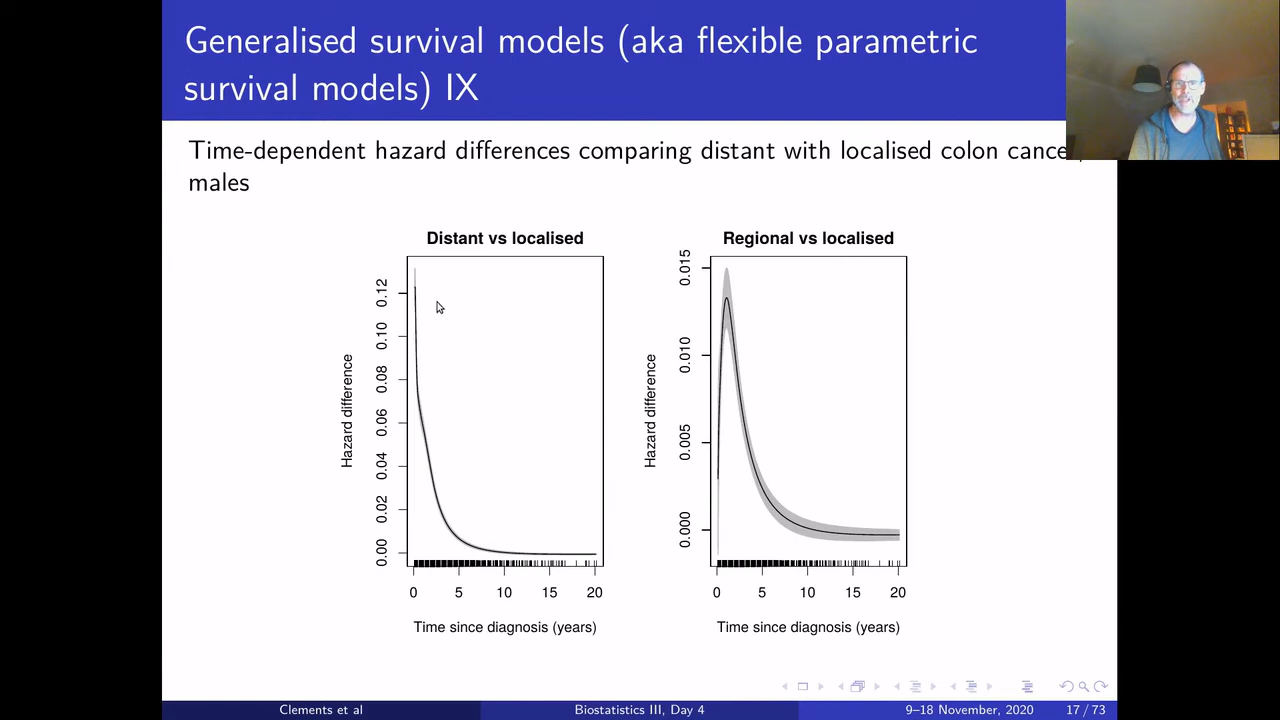 Generalised survival models (aka flexible parametric
survival models) IX
Time-dependent hazard differences comparing distant with localised colon cance
males
Distant vs localised
Hazard difference
0.12
0.10
0.08
0.06
0.04
0.02
0.00
0 5 10 15 20
Time since diagnosis (years)
Regional vs localised
Hazard difference
0.015
0.010
0.005
0.000
0 5 10 15 20
Time since diagnosis (years)
Clements et al Biostatistics III, Day 4 9–18 November, 2020 17 / 73